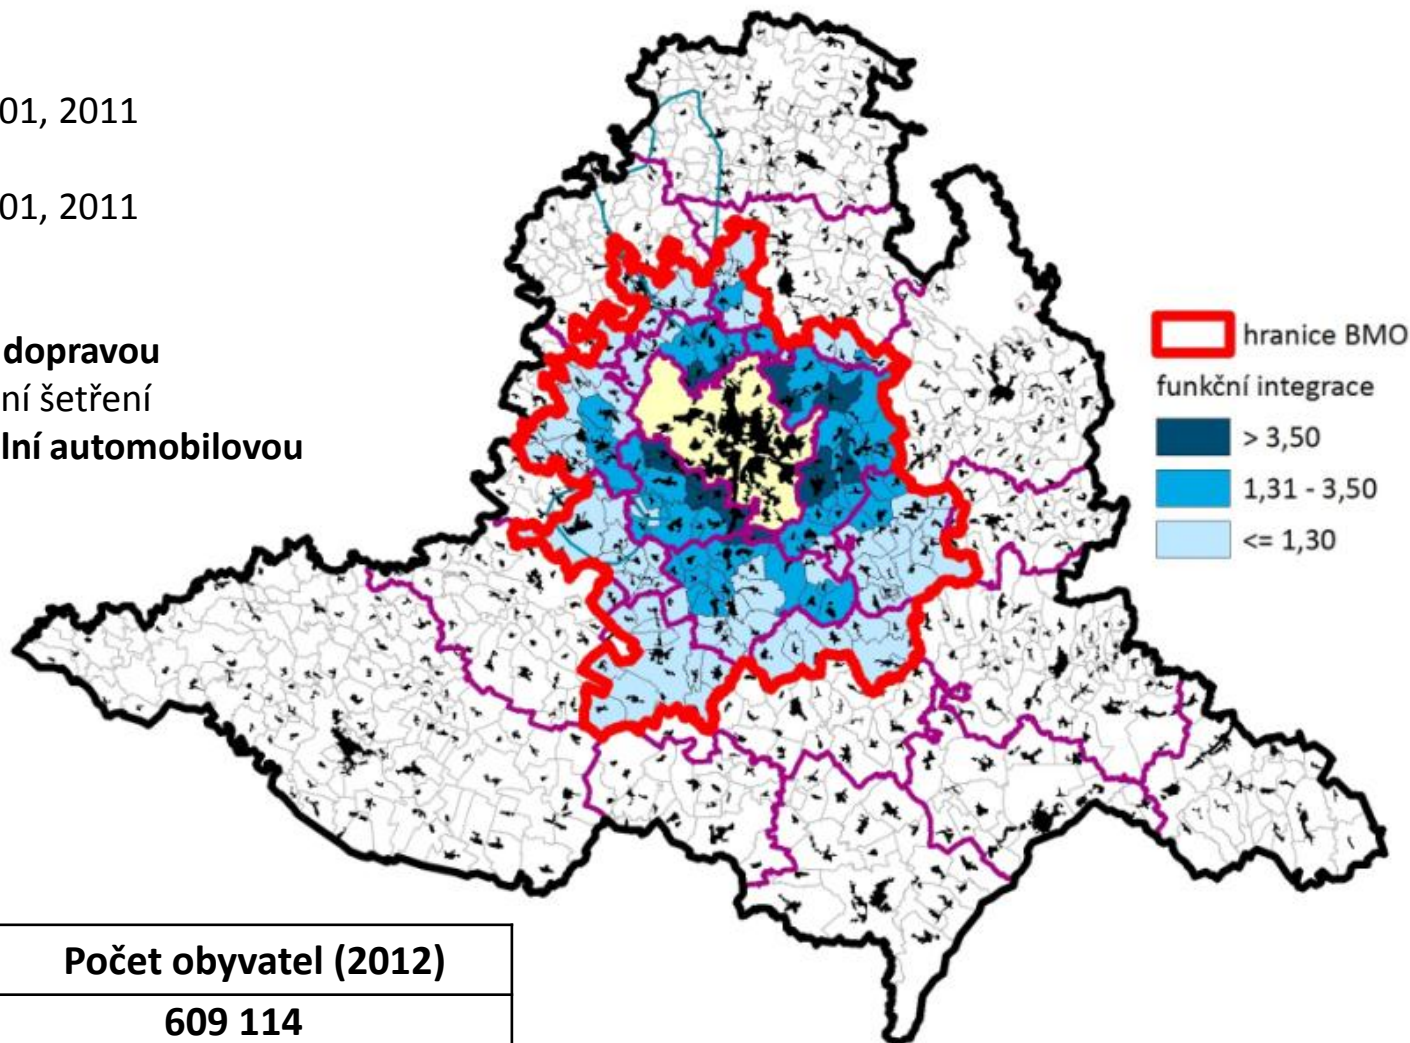 01, 2011
01, 2011
dopravou
ní šetření
lní automobilovou
hranice BMO
funkční integrace
> 3,50
1,31 - 3,50
<= 1,30
Počet obyvatel (2012)
609 114